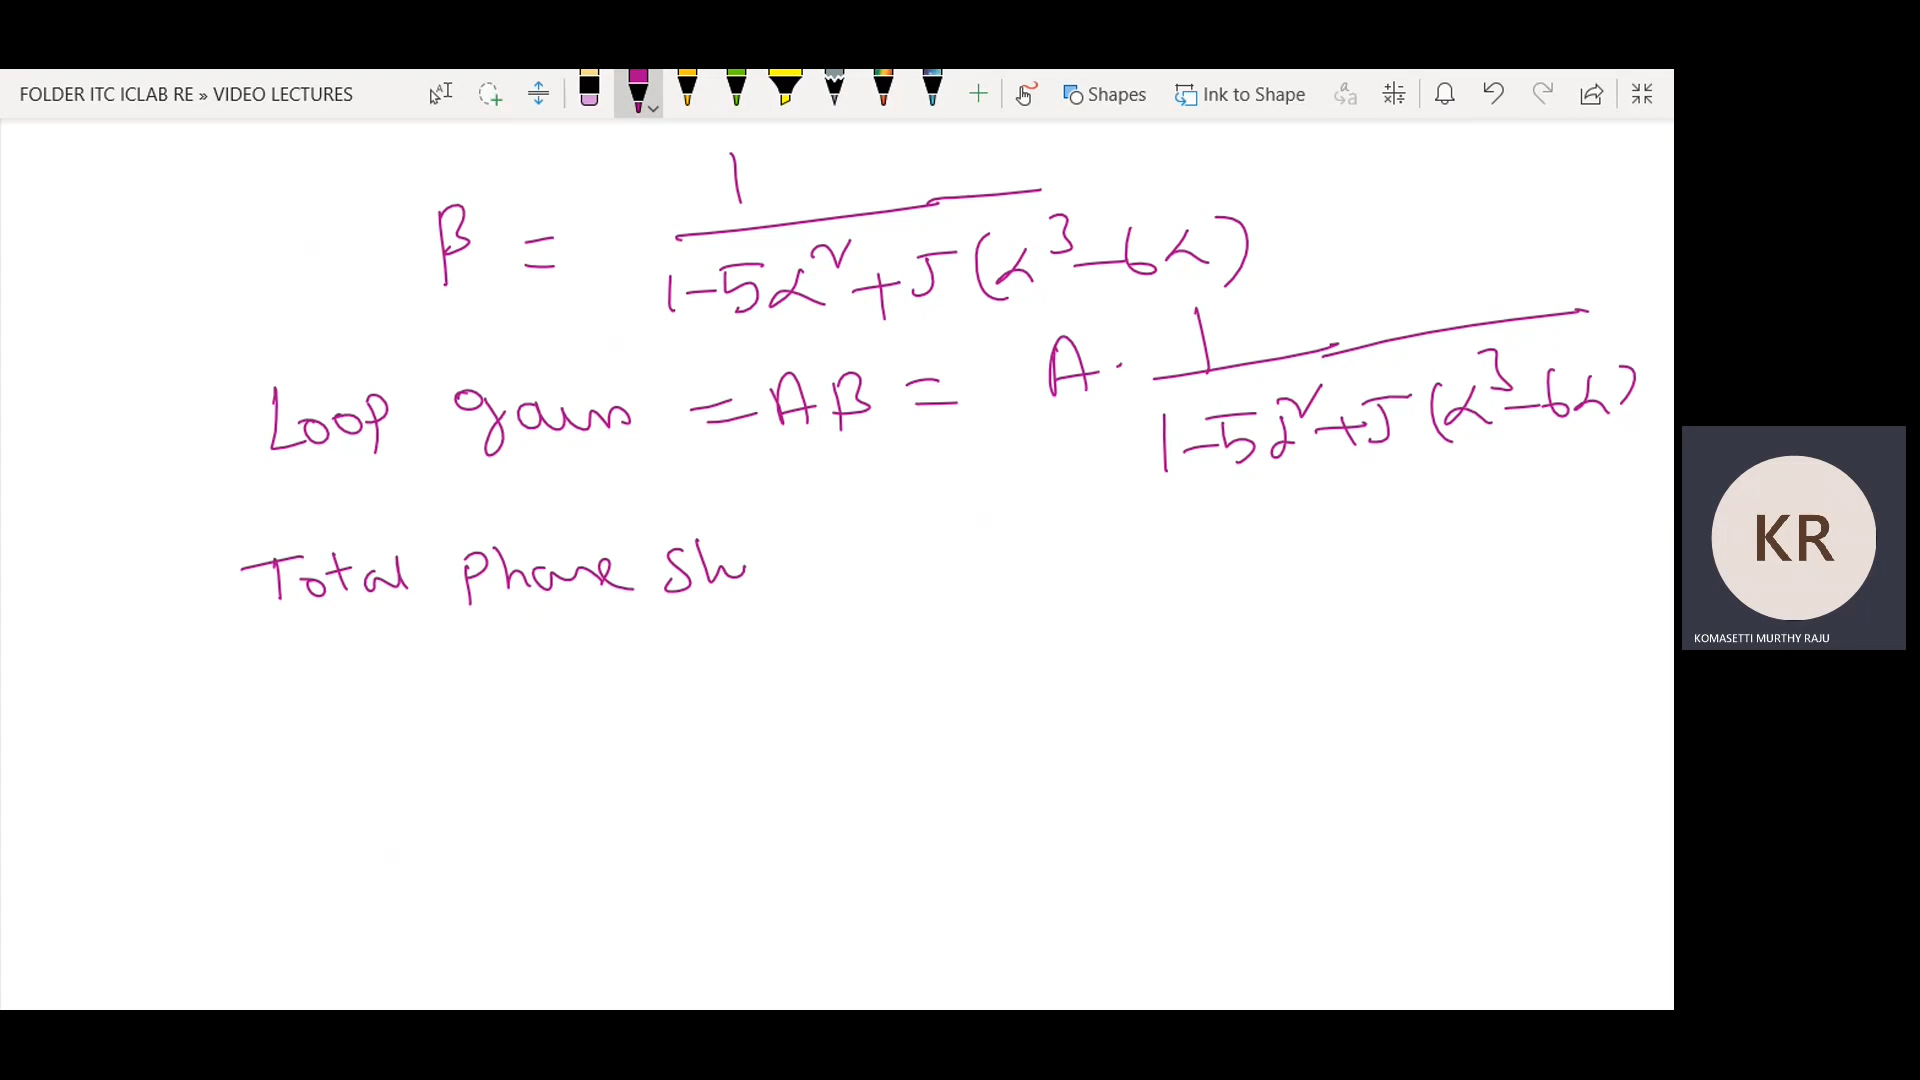 FOLDER ITC ICLAB RE » VIDEO LECTURES Shapes Ink to Shape
β = 1 / (1-5α² + J(α³-6α))
Loop gain = Aβ = A · 1 / (1-5α² + J(α³-6α))
Total phase Sh
KR
KOMASETTI MURTHY RAJU